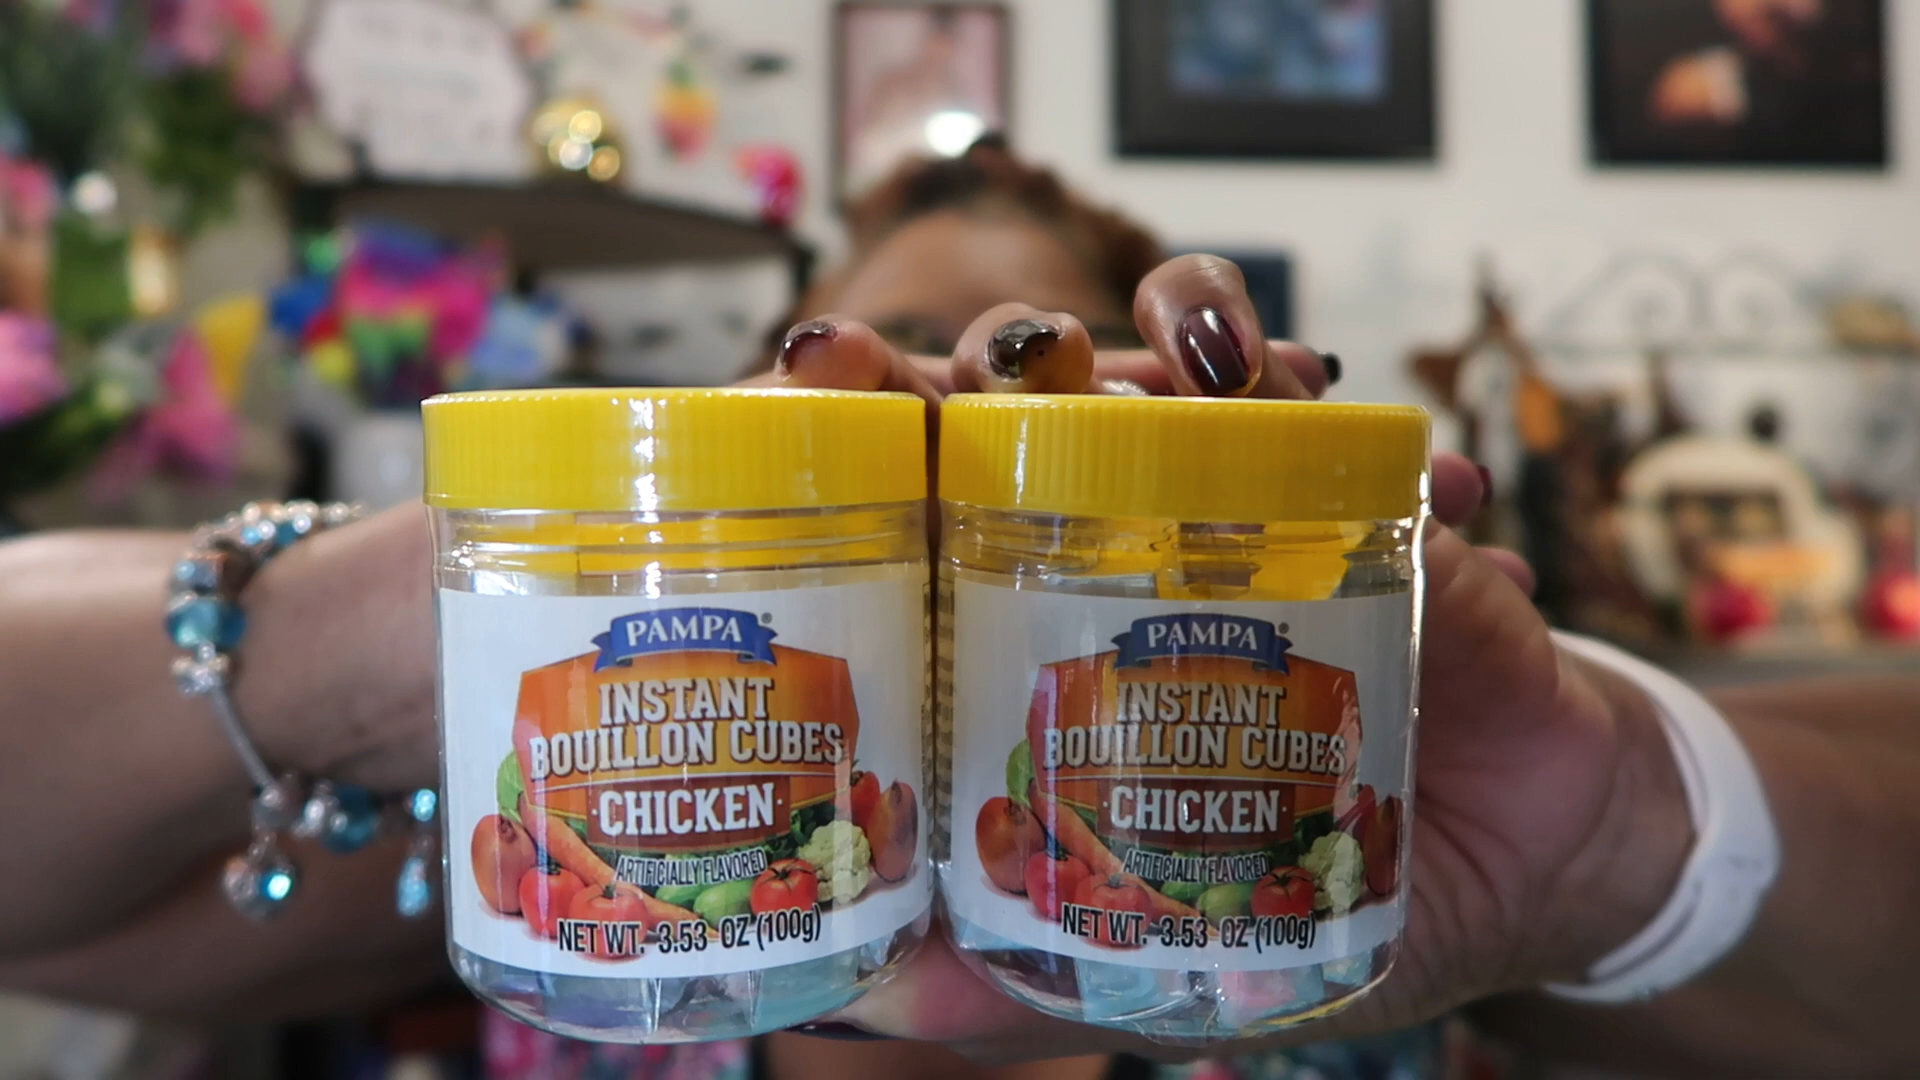 PAMPA®
INSTANT
BOUILLON CUBES
·CHICKEN·
ARTIFICIALLY FLAVORED
NET WT. 3.53 OZ (100g)
PAMPA®
INSTANT
BOUILLON CUBES
·CHICKEN·
ARTIFICIALLY FLAVORED
NET WT. 3.53 OZ (100g)